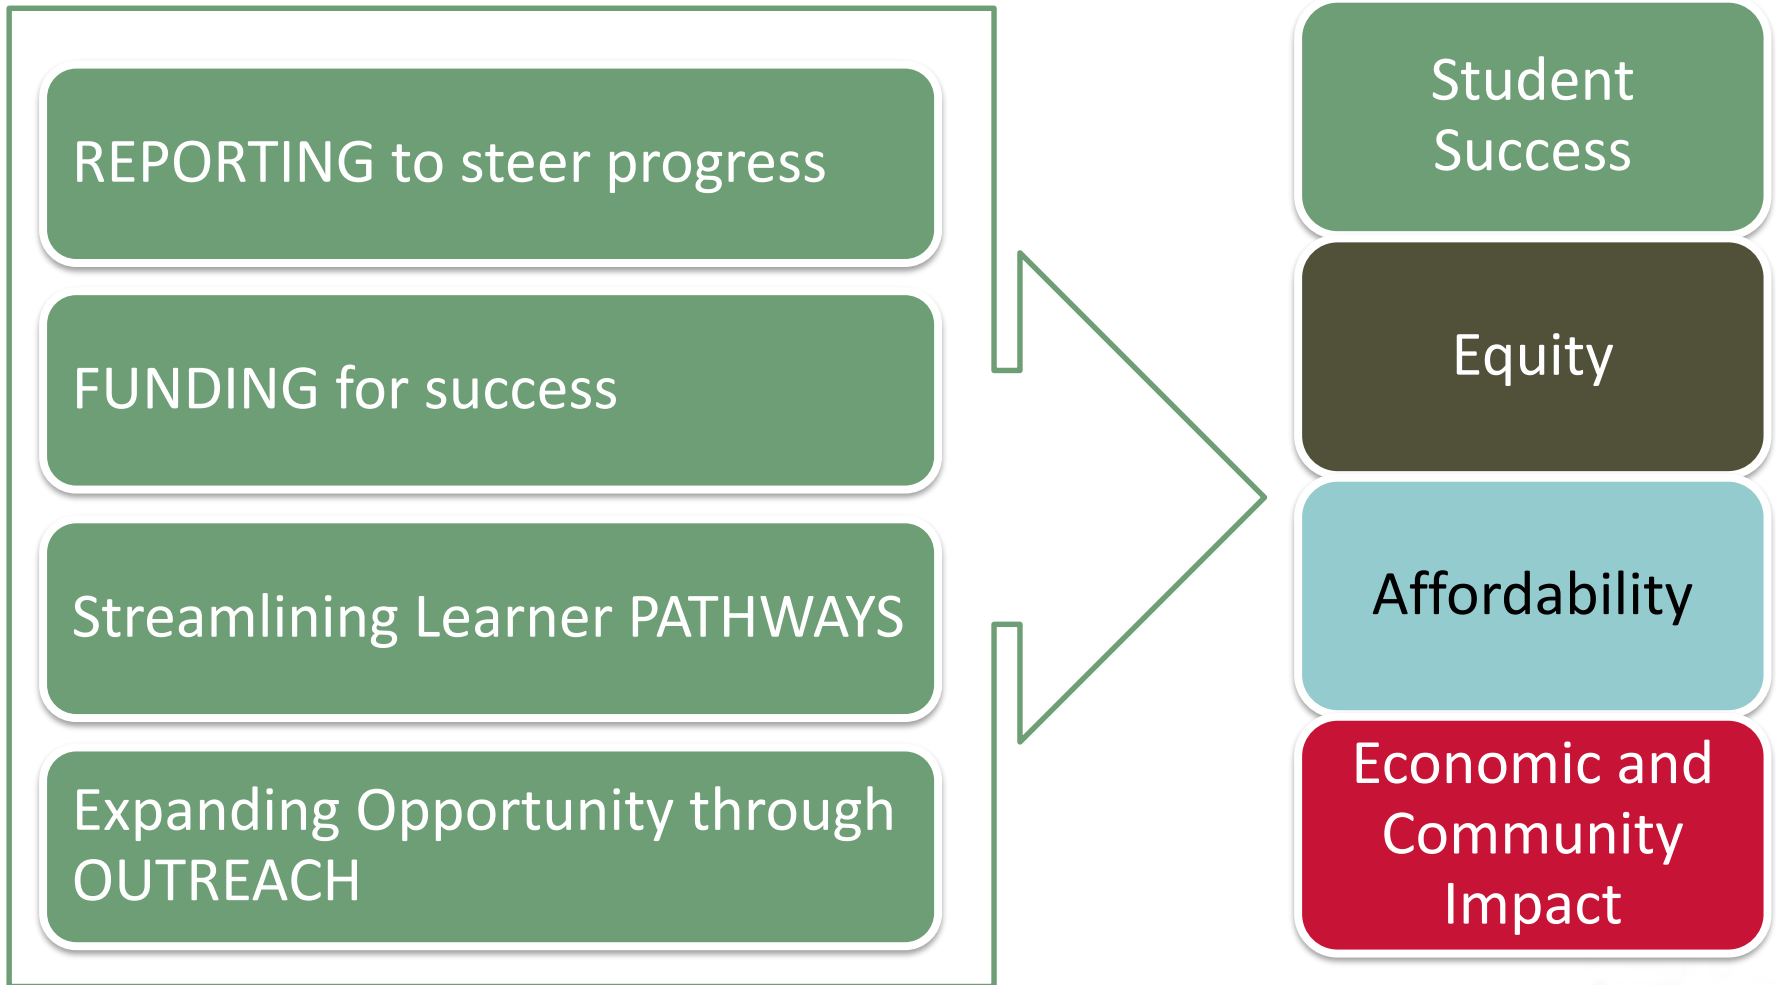 REPORTING to steer progress
FUNDING for success
Streamlining Learner PATHWAYS
Expanding Opportunity through
OUTREACH
Student
Success
Equity
Affordability
Economic and
Community
Impact